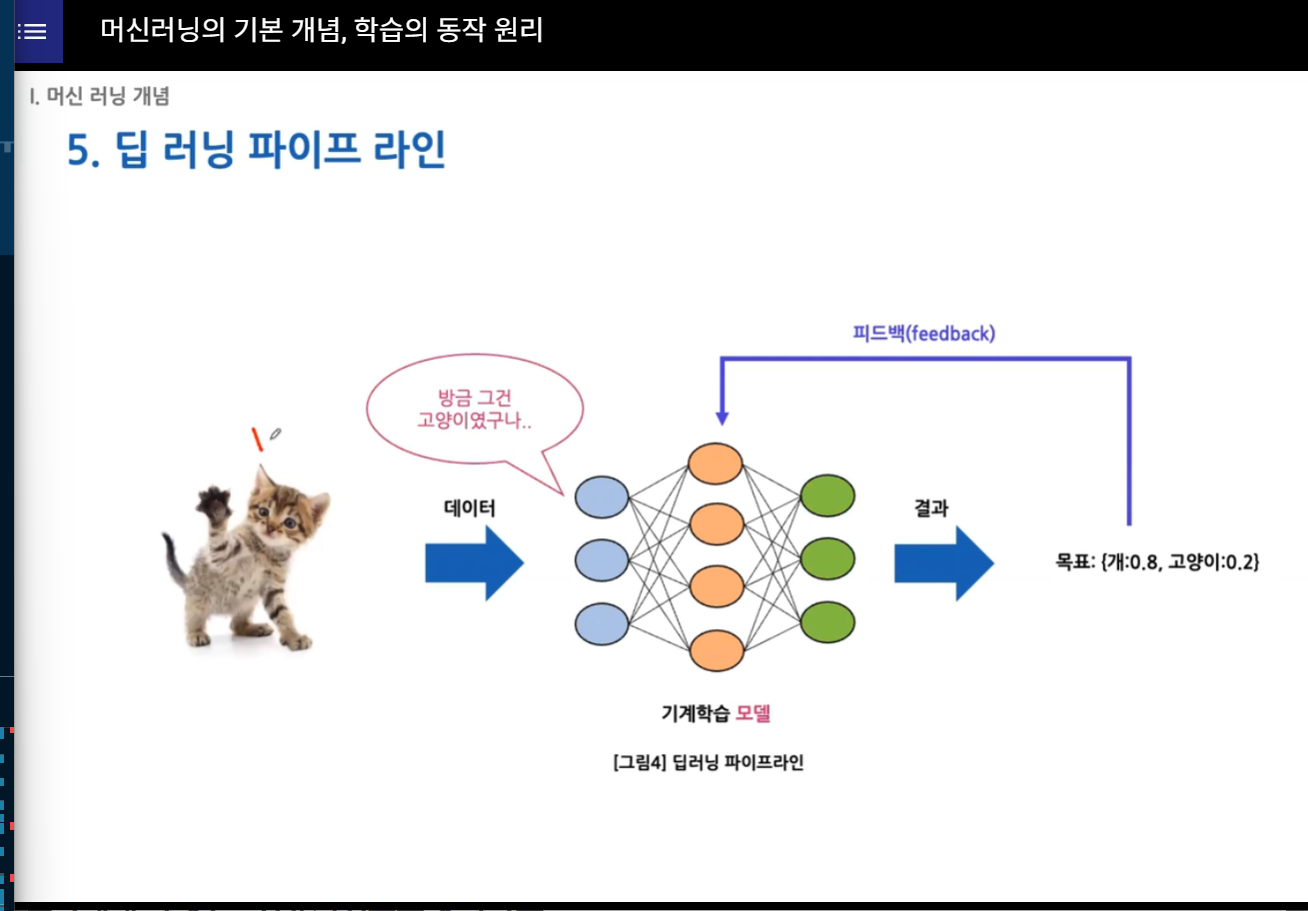 머신러닝의 기본 개념, 학습의 동작 원리
I. 머신 러닝 개념
5. 딥 러닝 파이프 라인
피드백(feedback)
방금 그건
고양이였구나..
데이터
결과
목표: {개:0.8, 고양이:0.2}
기계학습 모델
[그림4] 딥러닝 파이프라인